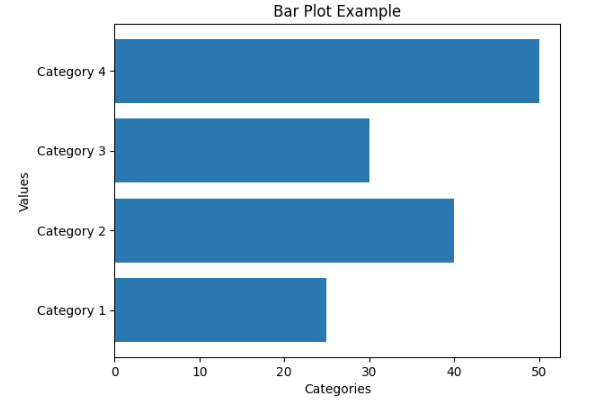 Bar Plot Example
Values
Category 4
Category 3
Category 2
Category 1
0 10 20 30 40 50
Categories